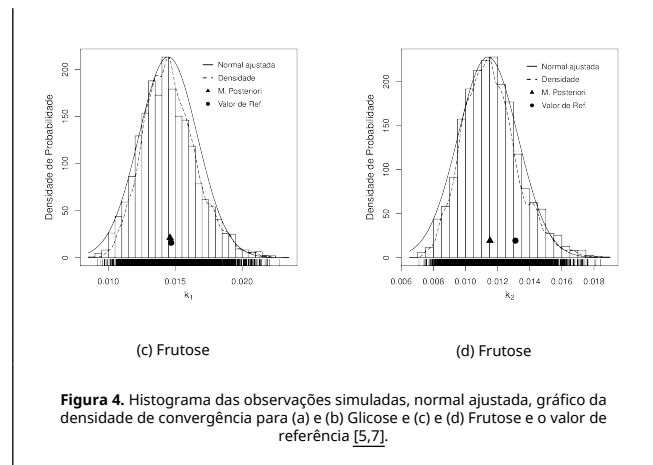 Densidade de Probabilidade
200
150
100
50
0
Normal ajustada
Densidade
M. Posteriori
Valor de Ref.
0.010
0.015
0.020
k1
Densidade de Probabilidade
200
150
100
50
0
Normal ajustada
Densidade
M. Posteriori
Valor de Ref.
0.006
0.008
0.010
0.012
0.014
0.016
0.018
k2
(c) Frutose
(d) Frutose
Figura 4. Histograma das observações simuladas, normal ajustada, gráfico da
densidade de convergência para (a) e (b) Glicose e (c) e (d) Frutose e o valor de
referência [5,7].